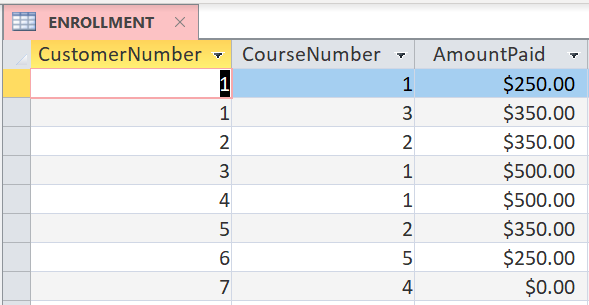 ENROLLMENT
CustomerNumber CourseNumber AmountPaid
1 1 $250.00
1 3 $350.00
2 2 $350.00
3 1 $500.00
4 1 $500.00
5 2 $350.00
6 5 $250.00
7 4 $0.00